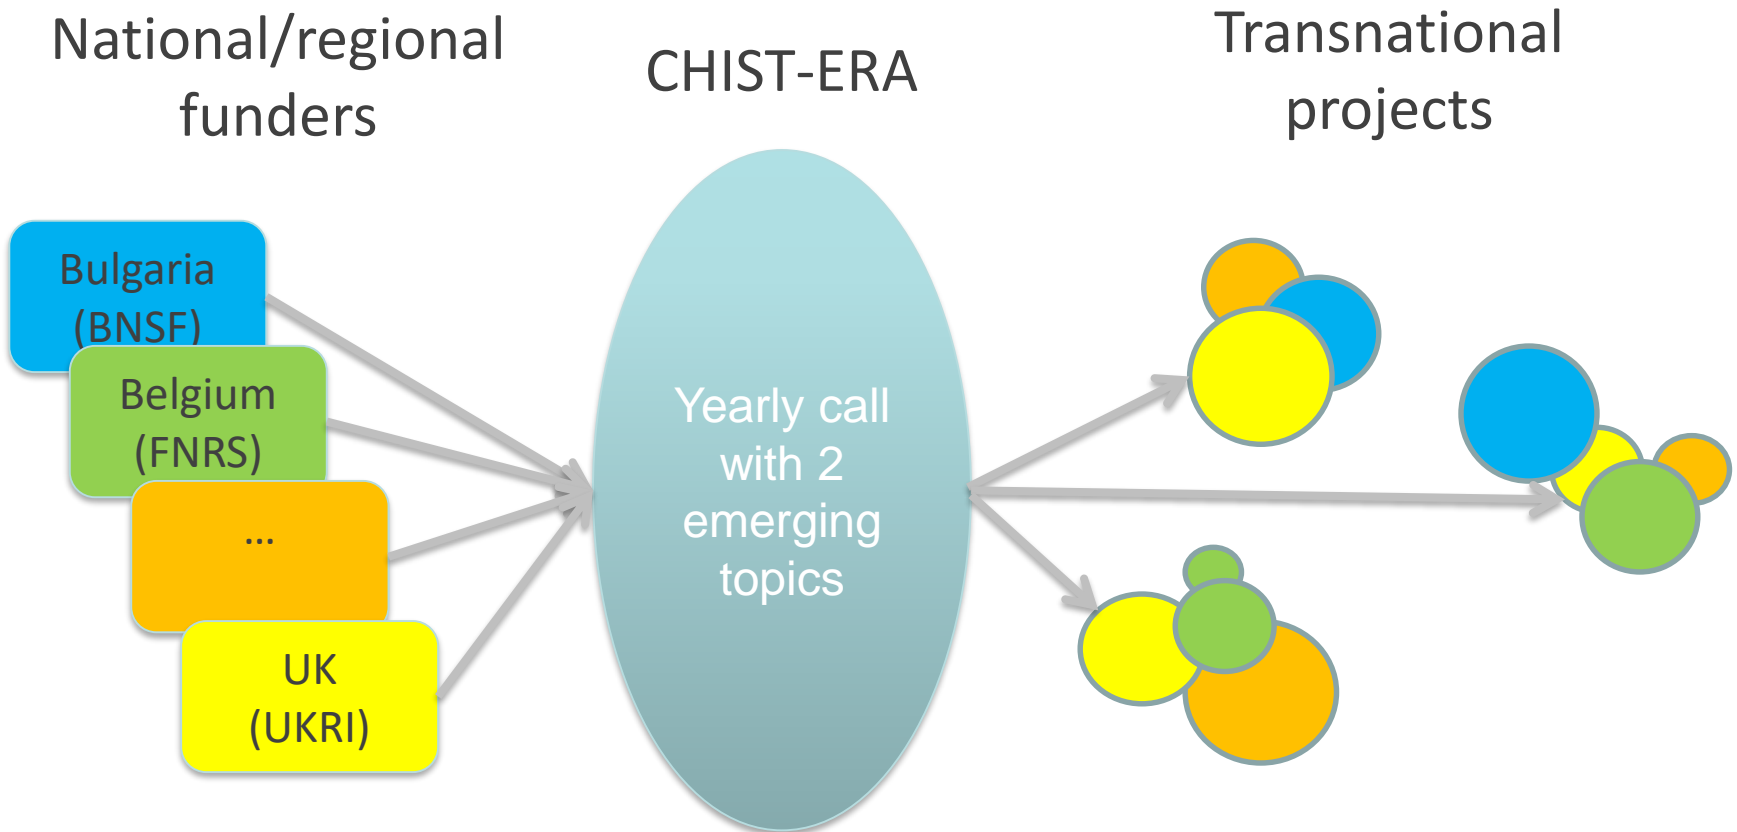 National/regional
funders
CHIST-ERA
Transnational
projects
Bulgaria
(BNSF)
Belgium
(FNRS)
...
UK
(UKRI)
Yearly call
with 2
emerging
topics